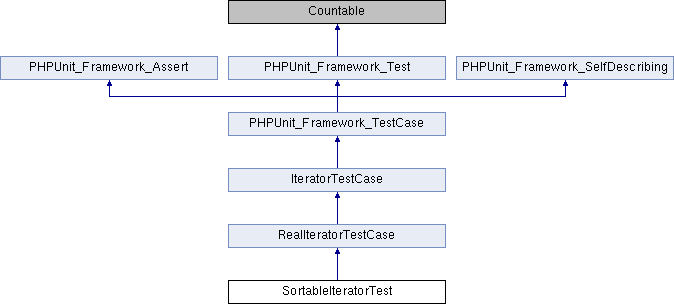 Countable
PHPUnit_Framework_Assert
PHPUnit_Framework_Test
PHPUnit_Framework_SelfDescribing
PHPUnit_Framework_TestCase
IteratorTestCase
RealIteratorTestCase
SortableIteratorTest